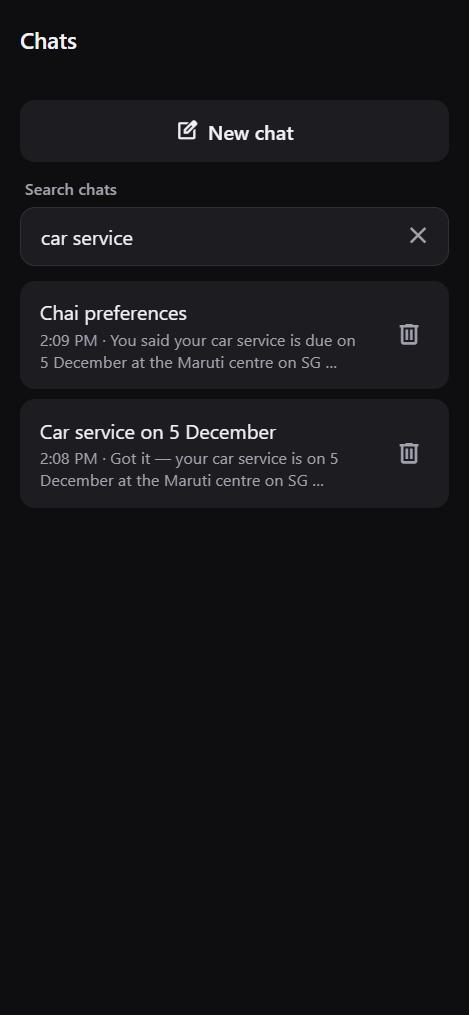 Chats
New chat
Search chats
car service
Chai preferences
2:09 PM · You said your car service is due on
5 December at the Maruti centre on SG ...
Car service on 5 December
2:08 PM · Got it — your car service is on 5
December at the Maruti centre on SG ...